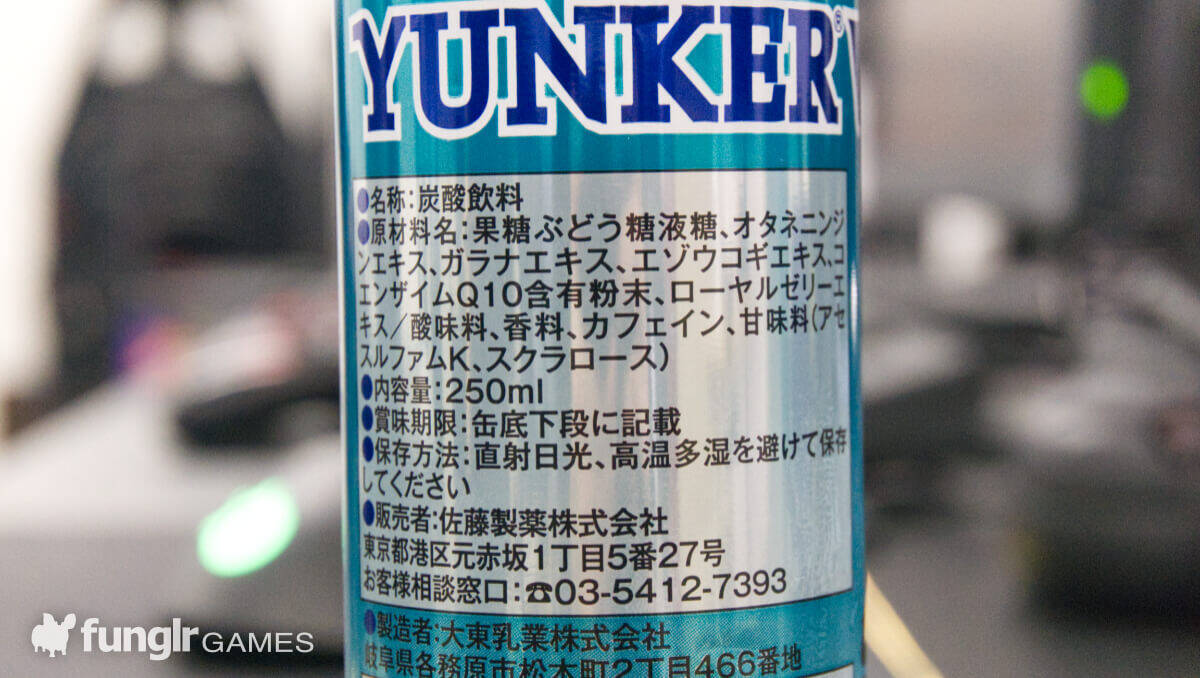 YUNKER®
●名称:炭酸飲料
●原材料名:果糖ぶどう糖液糖、オタネニンジ
ンエキス、ガラナエキス、エゾウコギエキス、コ
エンザイムQ10含有粉末、ローヤルゼリーエ
キス/酸味料、香料、カフェイン、甘味料(アセ
スルファムK、スクラロース)
●内容量:250ml
●賞味期限:缶底下段に記載
●保存方法:直射日光、高温多湿を避けて保存
してください
●販売者:佐藤製薬株式会社
東京都港区元赤坂1丁目5番27号
お客様相談窓口:☎03-5412-7393
●製造者:大東乳業株式会社
岐阜県各務原市松本町2丁目466番地
funglr GAMES